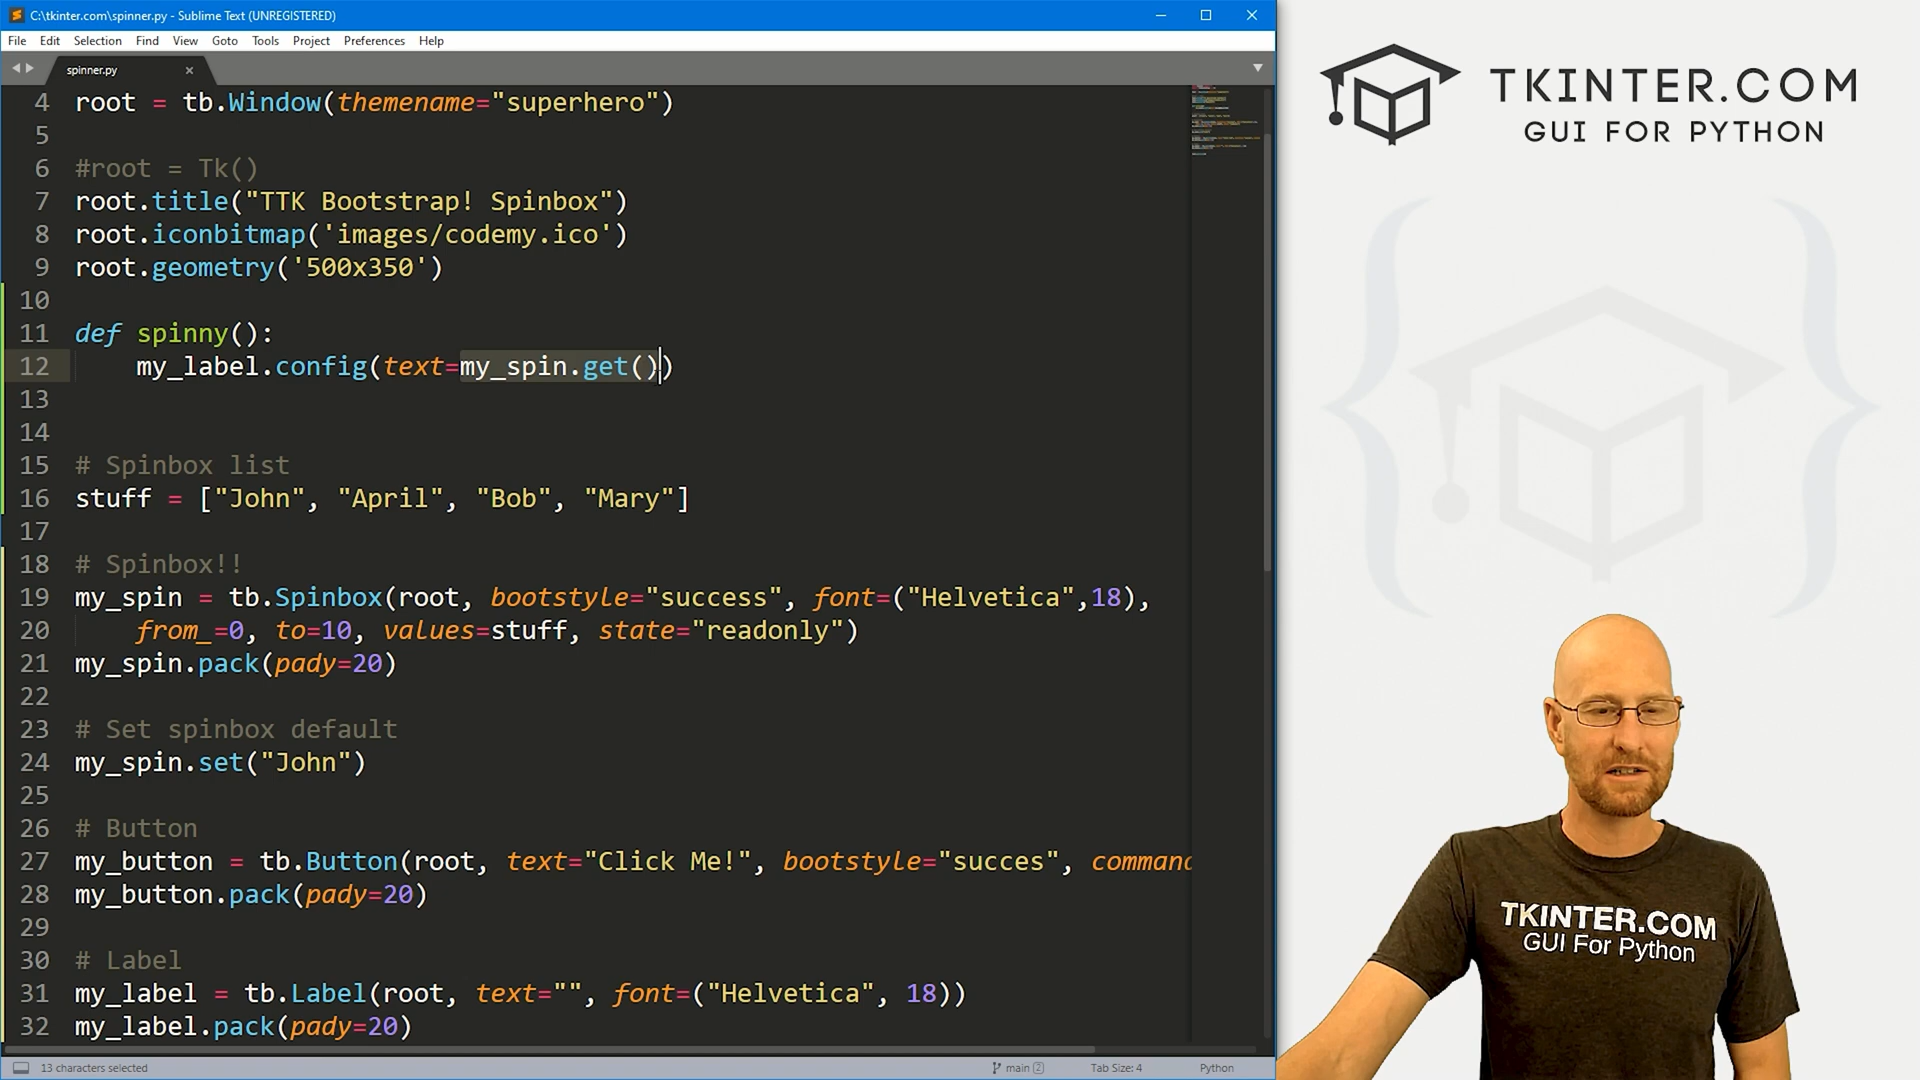 C:\tkinter.com\spinner.py - Sublime Text (UNREGISTERED)
File Edit Selection Find View Goto Tools Project Preferences Help
spinner.py
4 root = tb.Window(themename="superhero")
5
6 #root = Tk()
7 root.title("TTK Bootstrap! Spinbox")
8 root.iconbitmap('images/codemy.ico')
9 root.geometry('500x350')
10
11 def spinny():
12 my_label.config(text=my_spin.get())
13
14
15 # Spinbox list
16 stuff = ["John", "April", "Bob", "Mary"]
17
18 # Spinbox!!
19 my_spin = tb.Spinbox(root, bootstyle="success", font=("Helvetica",18),
20 from_=0, to=10, values=stuff, state="readonly")
21 my_spin.pack(pady=20)
22
23 # Set spinbox default
24 my_spin.set("John")
25
26 # Button
27 my_button = tb.Button(root, text="Click Me!", bootstyle="succes", command
28 my_button.pack(pady=20)
29
30 # Label
31 my_label = tb.Label(root, text="", font=("Helvetica", 18))
32 my_label.pack(pady=20)
13 characters selected
main 2
Tab Size: 4
Python
TKINTER.COM
GUI FOR PYTHON
TKINTER.COM
GUI For Python